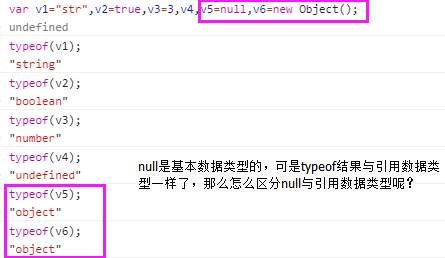 var v1="str",v2=true,v3=3,v4,v5=null,v6=new Object();
undefined
typeof(v1);
"string"
typeof(v2);
"boolean"
typeof(v3);
"number"
typeof(v4);
"undefined"
null是基本数据类型的，可是typeof结果与引用数据类
型一样了，那么怎么区分null与引用数据类型呢？
typeof(v5);
"object"
typeof(v6);
"object"